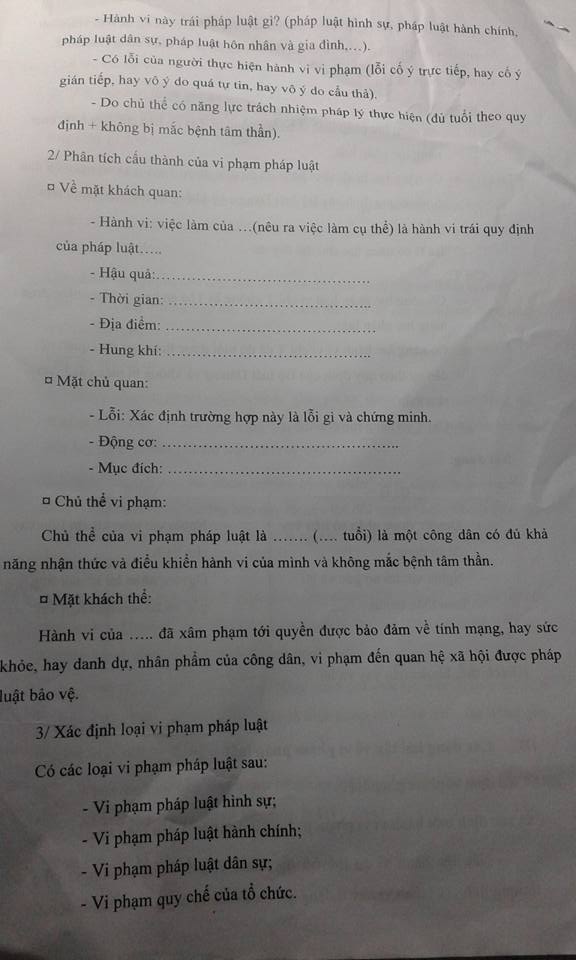 - Hành vi này trái pháp luật gì? (pháp luật hình sự, pháp luật hành chính,
pháp luật dân sự, pháp luật hôn nhân và gia đình,…).
- Có lỗi của người thực hiện hành vi vi phạm (lỗi cố ý trực tiếp, hay cố ý
gián tiếp, hay vô ý do quá tự tin, hay vô ý do cẩu thả).
- Do chủ thể có năng lực trách nhiệm pháp lý thực hiện (đủ tuổi theo quy
định + không bị mắc bệnh tâm thần).
2/ Phân tích cấu thành của vi phạm pháp luật
¤ Về mặt khách quan:
- Hành vi: việc làm của …(nêu ra việc làm cụ thể) là hành vi trái quy định
của pháp luật…..
- Hậu quả:……………………………………
- Thời gian: ……………………………………
- Địa điểm: ……………………………………
- Hung khí: ……………………………………
¤ Mặt chủ quan:
- Lỗi: Xác định trường hợp này là lỗi gì và chứng minh.
- Động cơ: ……………………………………
- Mục đích: ……………………………………
¤ Chủ thể vi phạm:
Chủ thể của vi phạm pháp luật là ……. (…. tuổi) là một công dân có đủ khả
năng nhận thức và điều khiển hành vi của mình và không mắc bệnh tâm thần.
¤ Mặt khách thể:
Hành vi của ….. đã xâm phạm tới quyền được bảo đảm về tính mạng, hay sức
khỏe, hay danh dự, nhân phẩm của công dân, vi phạm đến quan hệ xã hội được pháp
luật bảo vệ.
3/ Xác định loại vi phạm pháp luật
Có các loại vi phạm pháp luật sau:
- Vi phạm pháp luật hình sự;
- Vi phạm pháp luật hành chính;
- Vi phạm pháp luật dân sự;
- Vi phạm quy chế của tổ chức.